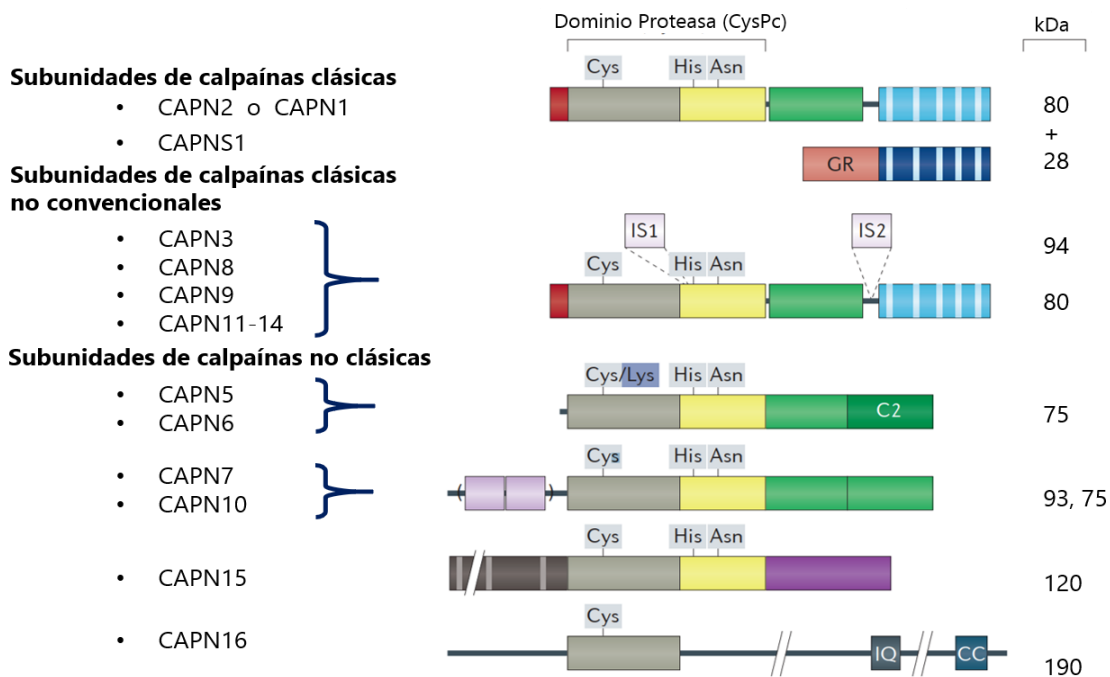 Dominio Proteasa (CysPc)
kDa
Subunidades de calpaínas clásicas
Cys His Asn
• CAPN2 o CAPN1
80
+
• CAPNS1
GR
28
Subunidades de calpaínas clásicas
no convencionales
IS1 IS2
• CAPN3
94
• CAPN8
Cys His Asn
• CAPN9
80
• CAPN11-14
Subunidades de calpaínas no clásicas
Cys/Lys His Asn
• CAPN5
C2
75
• CAPN6
Cys His Asn
• CAPN7
( )
93, 75
• CAPN10
Cys His Asn
• CAPN15
120
Cys
• CAPN16
IQ CC
190